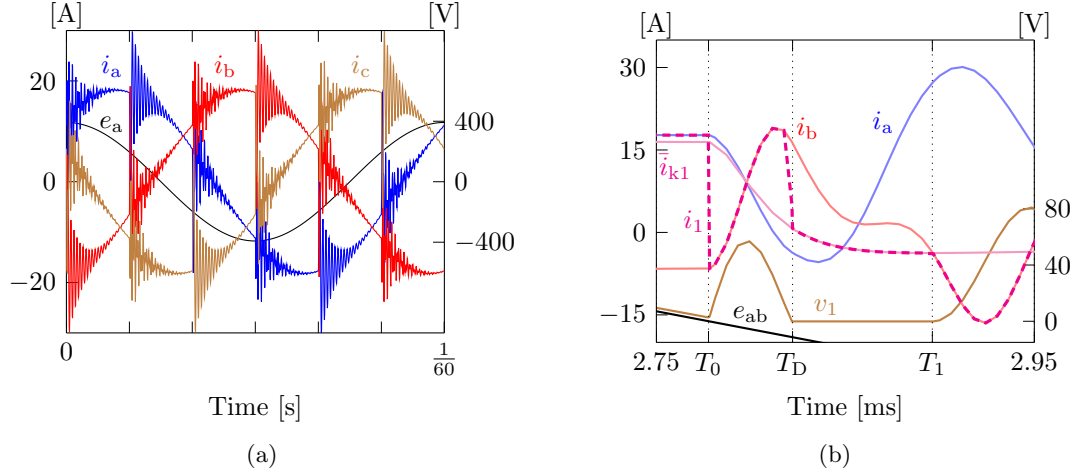 [A] [V]
20
0
−20
400
0
−400
i_a
i_b
i_c
e_a
0
1/60
Time [s]
(a)
[A] [V]
30
15
0
−15
80
40
0
i_b
i_a
ī_k1
i_1
v_1
e_ab
2.75 T_0 T_D T_1 2.95
Time [ms]
(b)